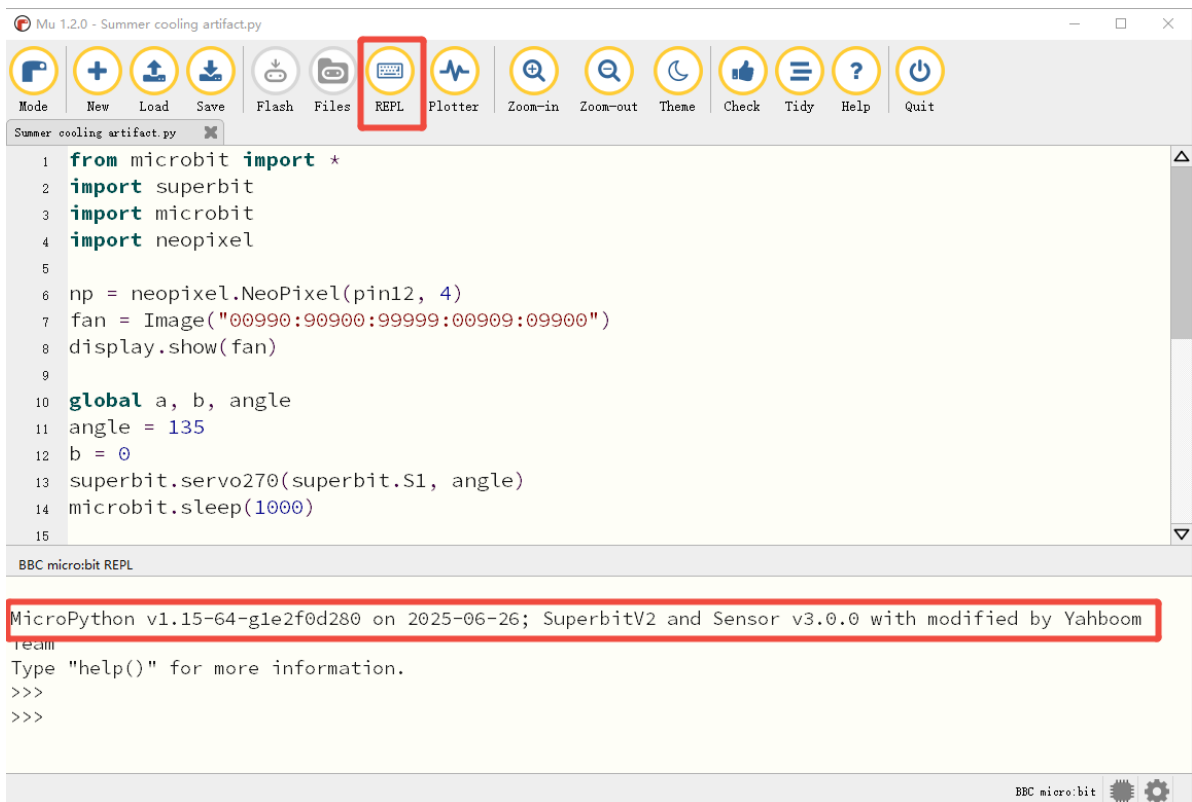 Mu 1.2.0 - Summer cooling artifact.py
Mode New Load Save Flash Files REPL Plotter Zoom-in Zoom-out Theme Check Tidy Help Quit
Summer cooling artifact.py
1 from microbit import *
2 import superbit
3 import microbit
4 import neopixel
5
6 np = neopixel.NeoPixel(pin12, 4)
7 fan = Image("00990:90900:99999:00909:09900")
8 display.show(fan)
9
10 global a, b, angle
11 angle = 135
12 b = 0
13 superbit.servo270(superbit.S1, angle)
14 microbit.sleep(1000)
15
BBC micro:bit REPL
MicroPython v1.15-64-g1e2f0d280 on 2025-06-26; SuperbitV2 and Sensor v3.0.0 with modified by Yahboom
Team
Type "help()" for more information.
>>>
>>>
BBC micro:bit